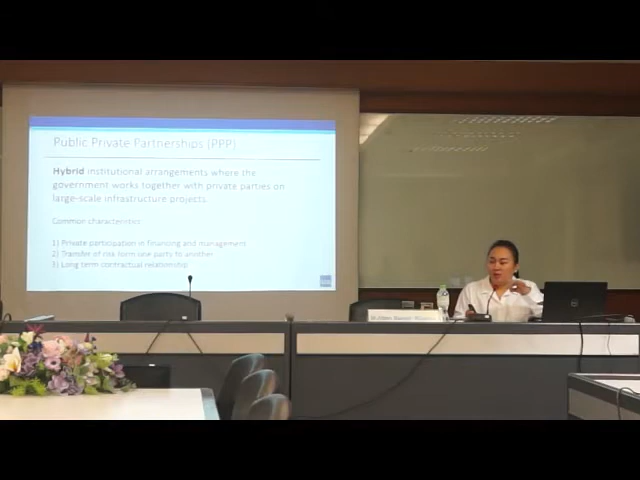 Public Private Partnerships (PPP)
Hybrid institutional arrangements where the
government works together with private parties on
large-scale infrastructure projects.
Common characteristics
1) Private participation in financing and management
2) Transfer of risk form one party to another
3) Long term contractual relationship
DELL